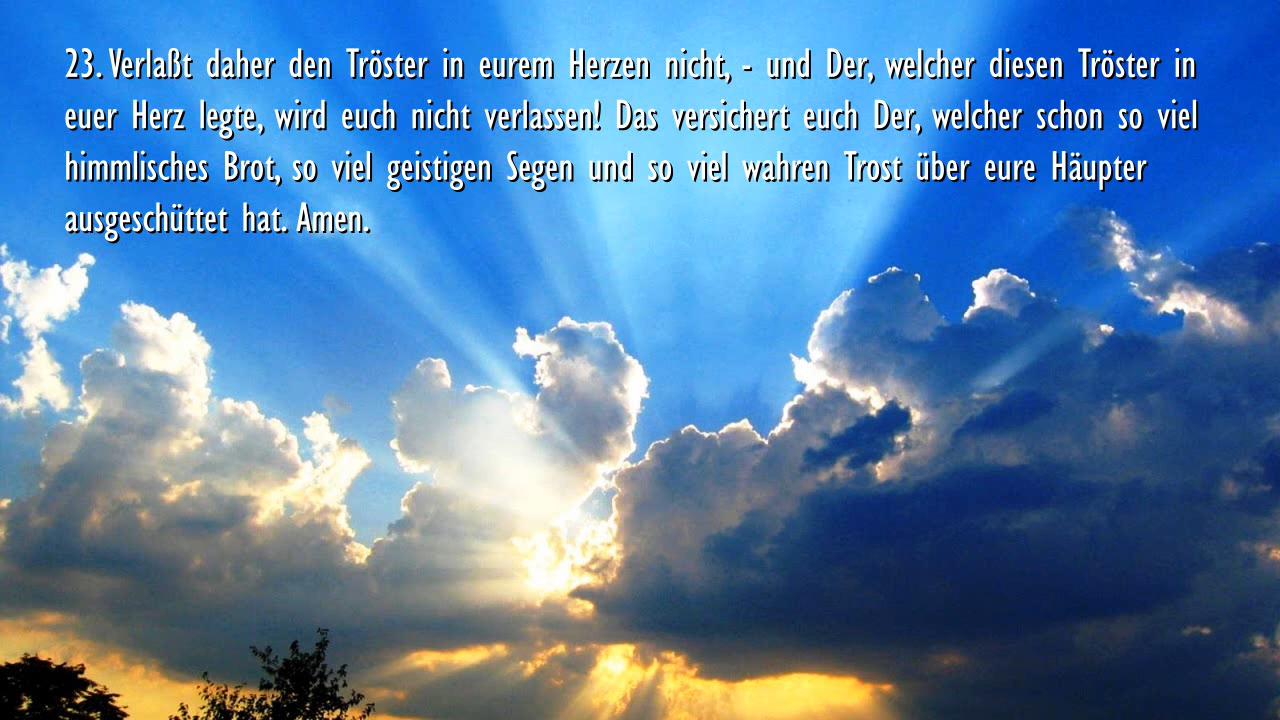 23. Verlaßt daher den Tröster in eurem Herzen nicht, - und Der, welcher diesen Tröster in
euer Herz legte, wird euch nicht verlassen! Das versichert euch Der, welcher schon so viel
himmlisches Brot, so viel geistigen Segen und so viel wahren Trost über eure Häupter
ausgeschüttet hat. Amen.